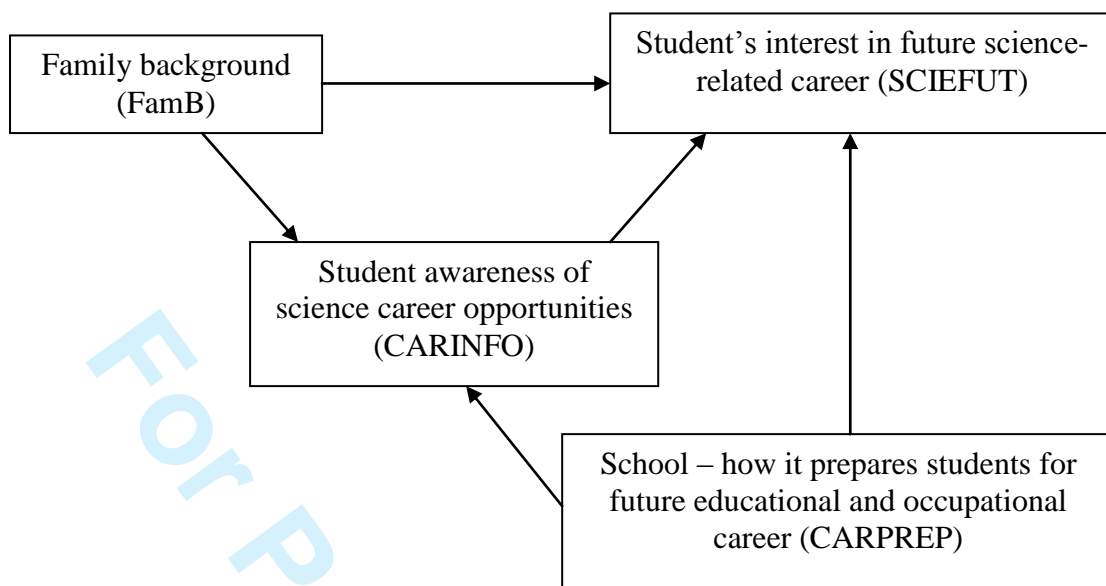 Family background
(FamB)
Student’s interest in future science-
related career (SCIEFUT)
Student awareness of
science career opportunities
(CARINFO)
School – how it prepares students for
future educational and occupational
career (CARPREP)
For P